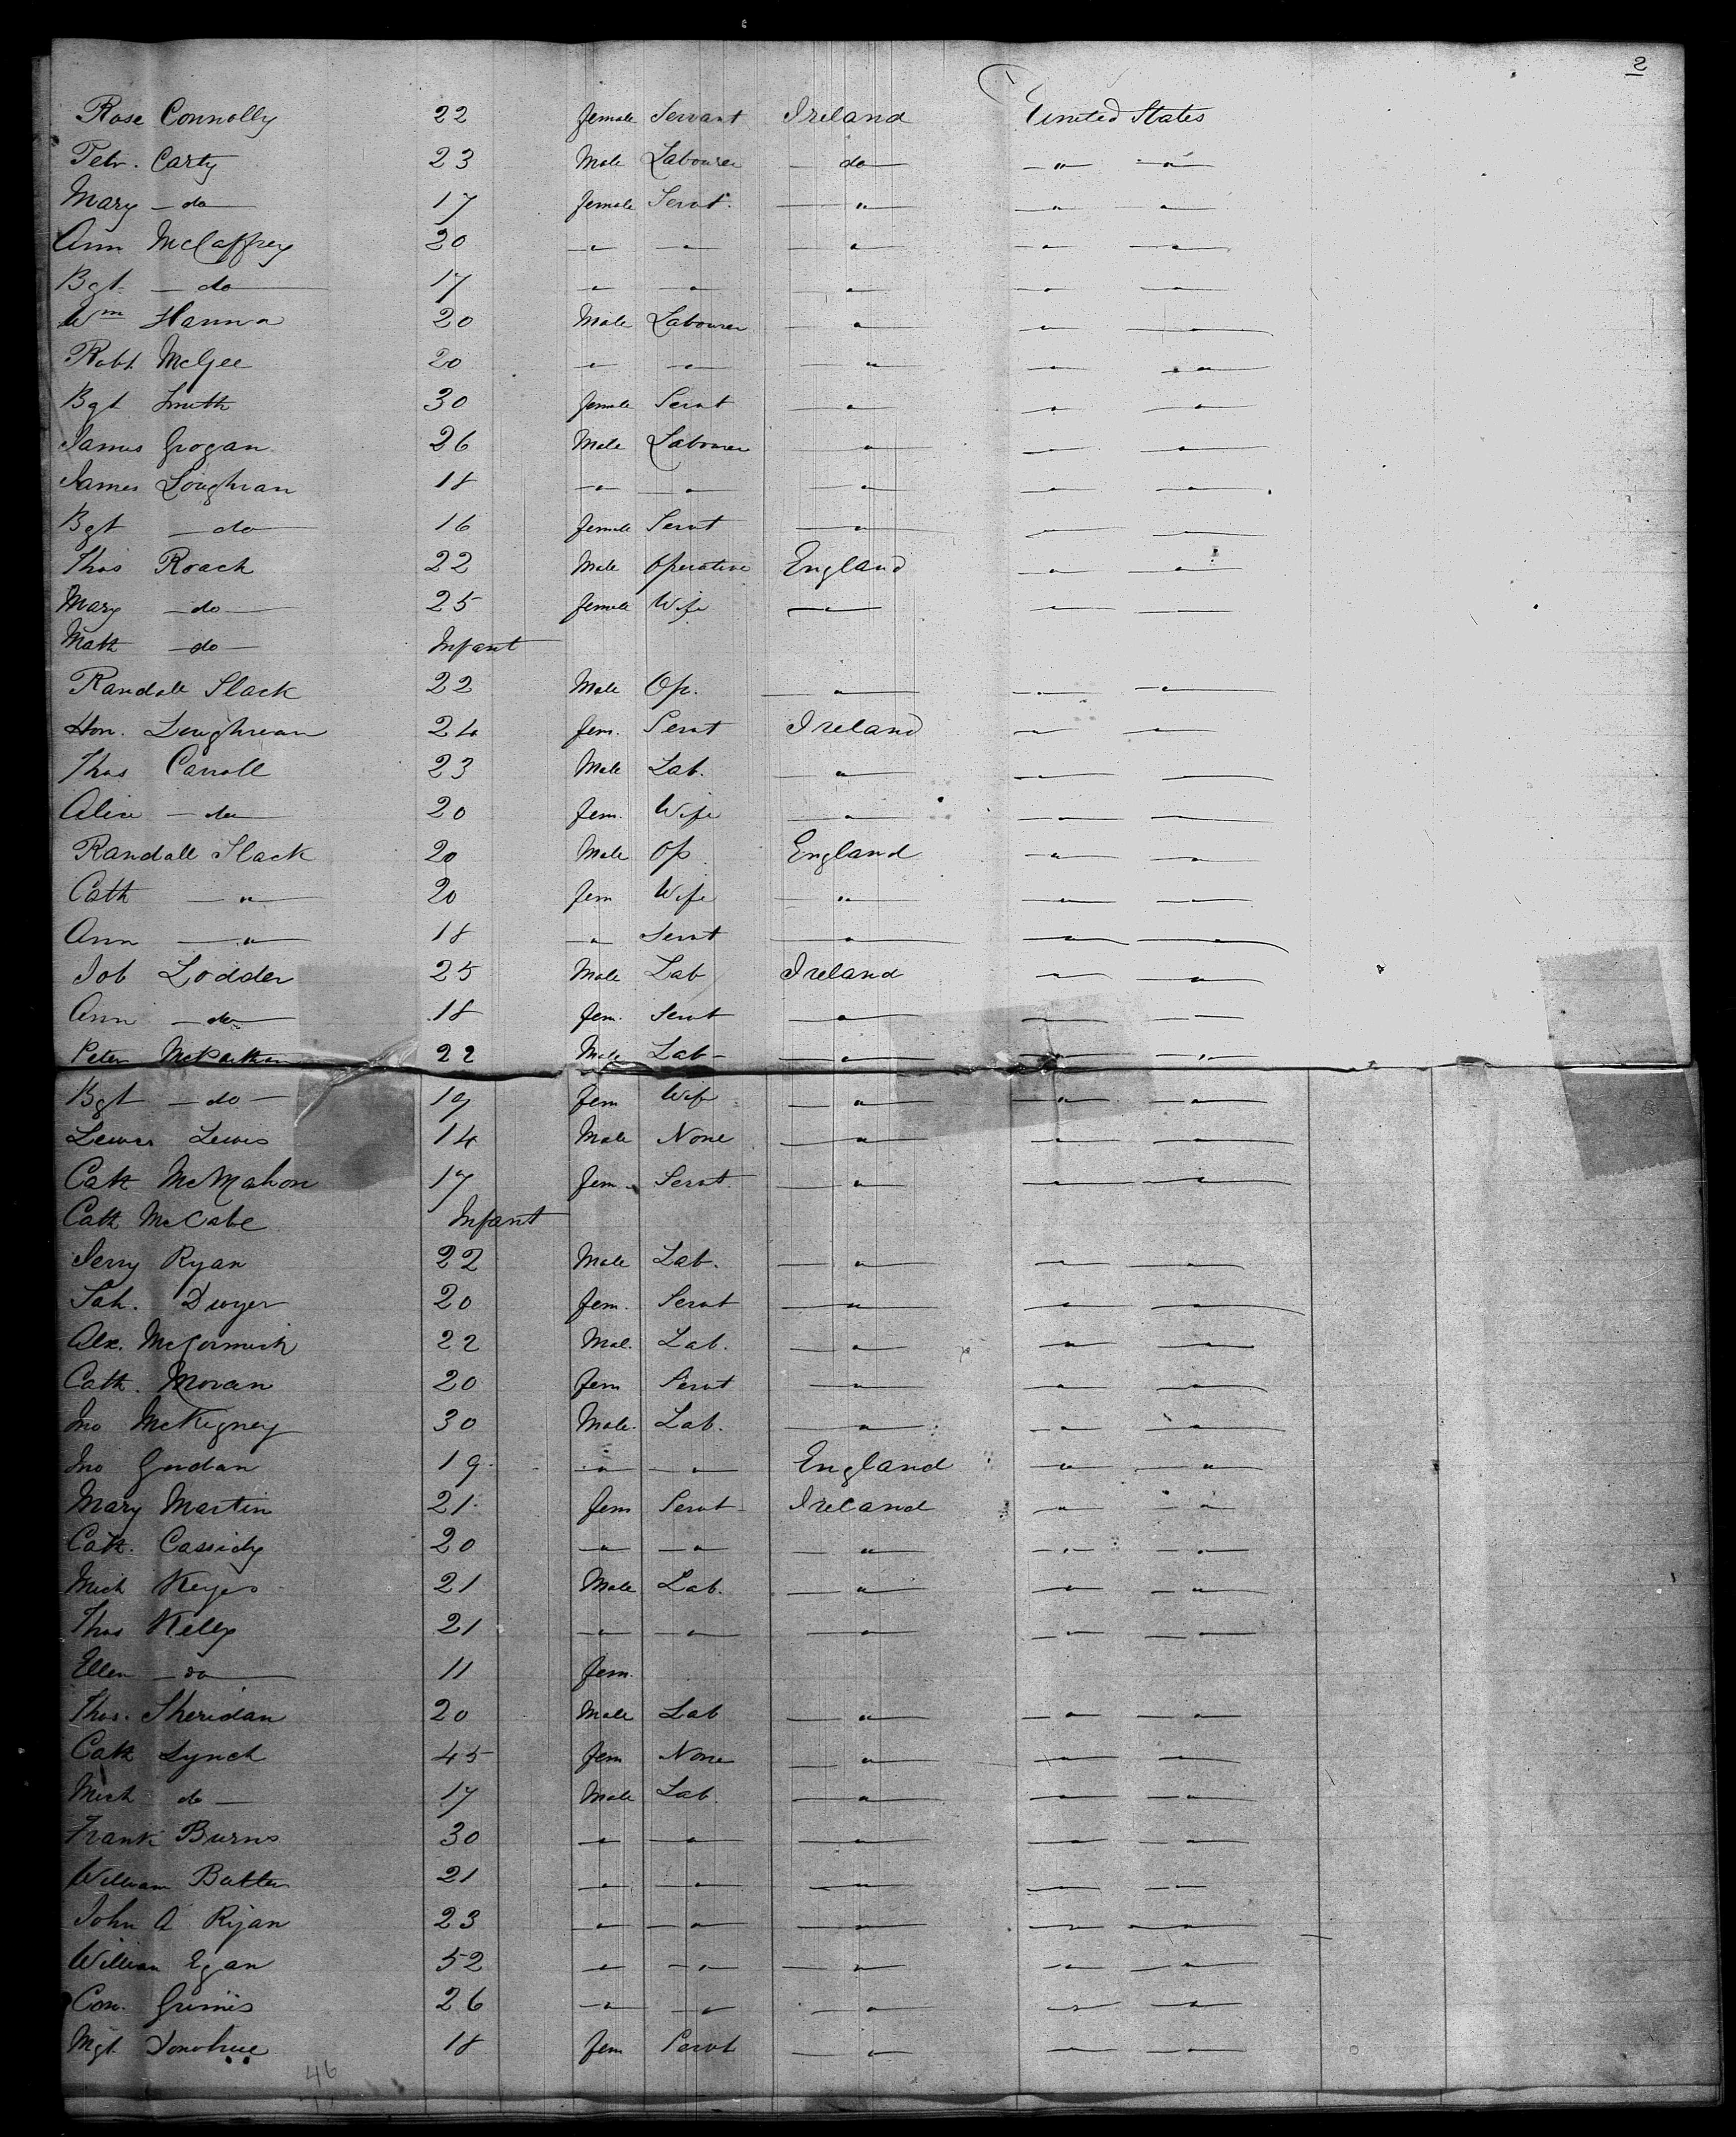 2
Rose Connolly 22 female Servant Ireland United States
Petr. Carty 23 Male Labourer — do — — " — — " —
Mary — do — 17 female Servt. — " — — " — — " —
Ann McCaffrey 20 — " — — " — — " — — " — — " —
Bgt. — do — 17 — " — — " — — " — — " — — " —
Wm Hanna 20 Male Labourer — " — — " — — " —
Robt McGee 20 — " — — " — — " — — " — — " —
Bgt Smith 30 female Servt — " — — " — — " —
James Grogan 26 Male Labourer — " — — " — — " —
James Loughran 18 — " — — " — — " — — " — — " —
Bgt — do — 16 female Servt — " — — " — — " —
Thos Roach 22 Male Operative England — " — — " —
Mary — do — 25 female Wife — " — — " — — " —
Math — do — Infant
Randall Slack 22 Male Op. — " — — " — — " —
Hon. Loughran 24 fem. Servt Ireland — " — — " —
Thos Carroll 23 Male Lab. — " — — " — — " —
Alice — do — 20 fem. Wife — " — — " — — " —
Randall Slack 20 Male Op. England — " — — " —
Cath — " — 20 fem Wife — " — — " — — " —
Ann — " — 18 — " — Servt — " — — " — — " —
Job Lodder 25 Male Lab Ireland — " — — " —
Ann — do — 18 fem. Servt — " — — " — — " —
Peter 22 Male Lab — — " — — " — — " —
Bgt — do — 19 fem Wife — " — — " — — " —
Lewis 14 Male None — " — — " — — " —
Cath McMahon 17 fem. Servt. — " — — " — — " —
Cath McCabe Infant
Jerry Ryan 22 Male Lab. — " — — " — — " —
Dwyer 20 fem. Servt — " — — " — — " —
Alx. McCormick 22 Mal. Lab. — " — — " — — " —
Cath. Moran 20 fem Servt — " — — " — — " —
Jno McKigney 30 Male. Lab. — " — — " — — " —
Jno 19 — " — — " — England — " — — " —
Mary Martin 21 fem Servt Ireland — " — — " —
Cath. Cassidy 20 — " — — " — — " — — " — — " —
Mich Keyes 21 Male Lab. — " — — " — — " —
Thos Kelly 21 — " — — " — — " — — " — — " —
Ellen — do — 11 fem.
Thos. Sheridan 20 Male Lab — " — — " — — " —
Cath Lynch 45 fem None — " — — " — — " —
Mich do — 17 Male Lab. — " — — " — — " —
Frank Burns 30 — " — — " — — " — — " — — " —
William 21 — " — — " — — " — — " — — " —
John A Ryan 23 — " — — " — — " — — " — — " —
William Egan 52 — " — — " — — " — — " — — " —
Con. Grimes 26 — " — — " — — " — — " — — " —
Mgt. Donohue 18 fem Servt — " — — " — — " —
46